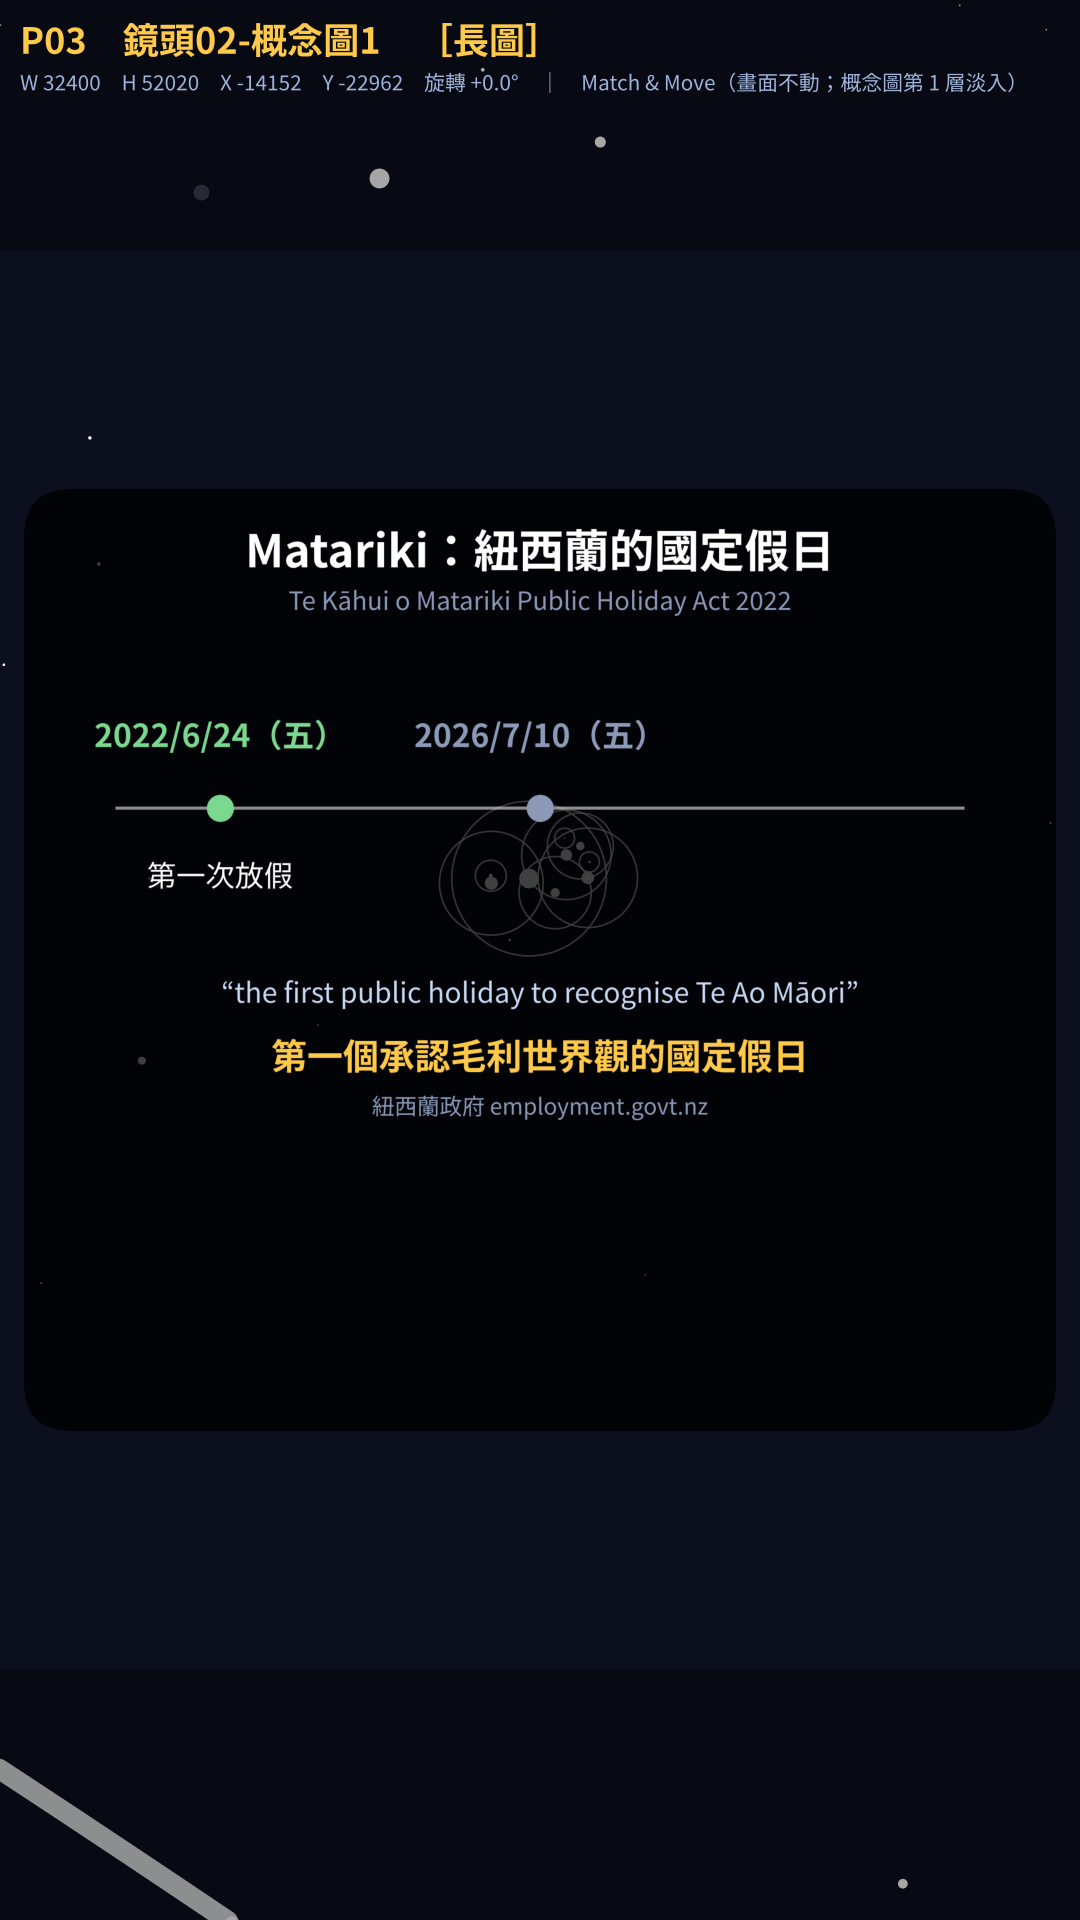 P03 鏡頭02-概念圖1 ［長圖］
W 32400 H 52020 X -14152 Y -22962 旋轉 +0.0° ｜ Match & Move（畫面不動；概念圖第 1 層淡入）
Matariki：紐西蘭的國定假日
Te Kāhui o Matariki Public Holiday Act 2022
2022/6/24（五） 2026/7/10（五）
第一次放假
“the first public holiday to recognise Te Ao Māori”
第一個承認毛利世界觀的國定假日
紐西蘭政府 employment.govt.nz